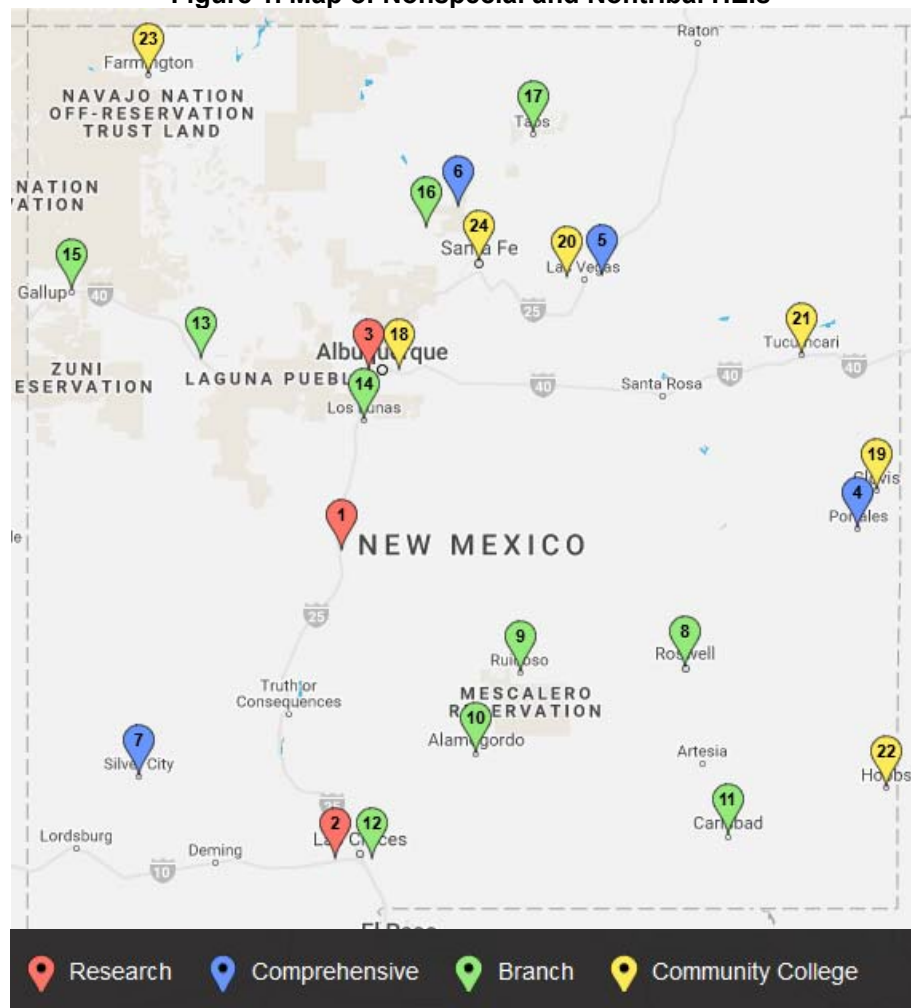 Figure 1. Map of Nonspecial and Nontribal HEIs
Raton
23
Farmington
NAVAJO NATION
OFF-RESERVATION
TRUST LAND
17
Taos
NATION
6
16
24
Santa Fe
20
5
Las Vegas
15
Gallup
40
25
13
3
18
Albuquerque
21
Tucumcari
ZUNI
ESERVATION
LAGUNA PUEBL
14
Los Lunas
40
Santa Rosa
40
40
19
Clovis
4
Portales
1
NEW MEXICO
le
25
9
Ruidoso
8
Roswell
Truth or
Consequences
MESCALERO
RESERVATION
10
Alamogordo
7
Silver City
Artesia
22
Hobbs
25
11
Carlsbad
2
12
Las Cruces
Lordsburg
Deming
10
Research
Comprehensive
Branch
Community College